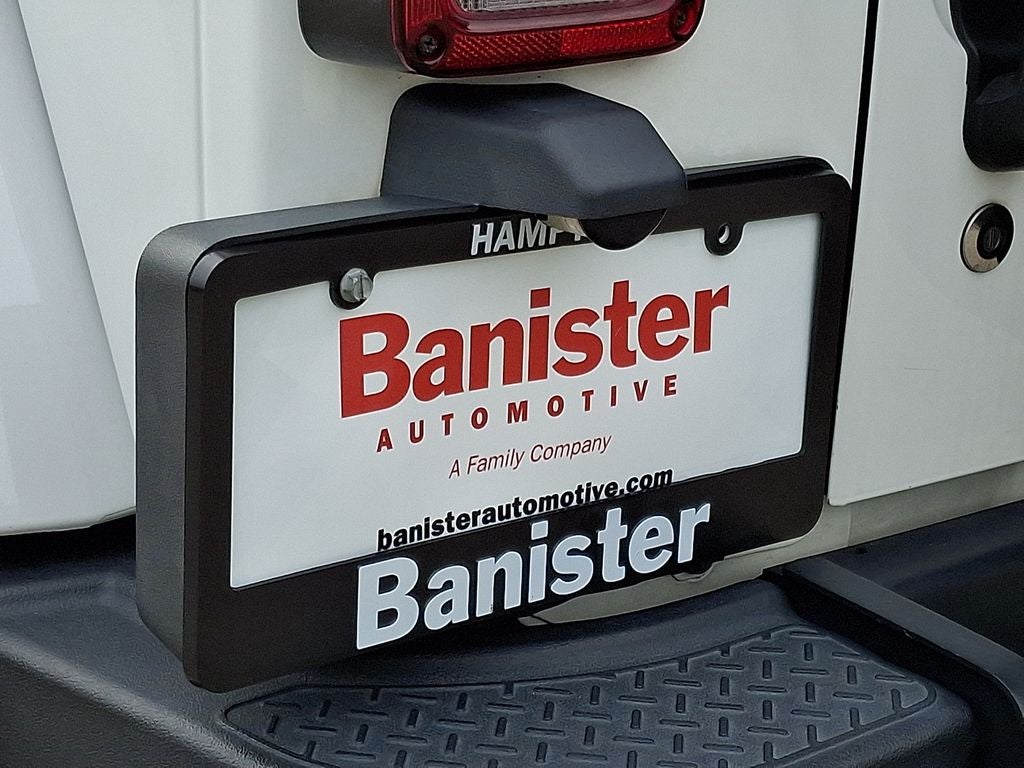 Banister
AUTOMOTIVE
A Family Company
banisterautomotive.com
Banister